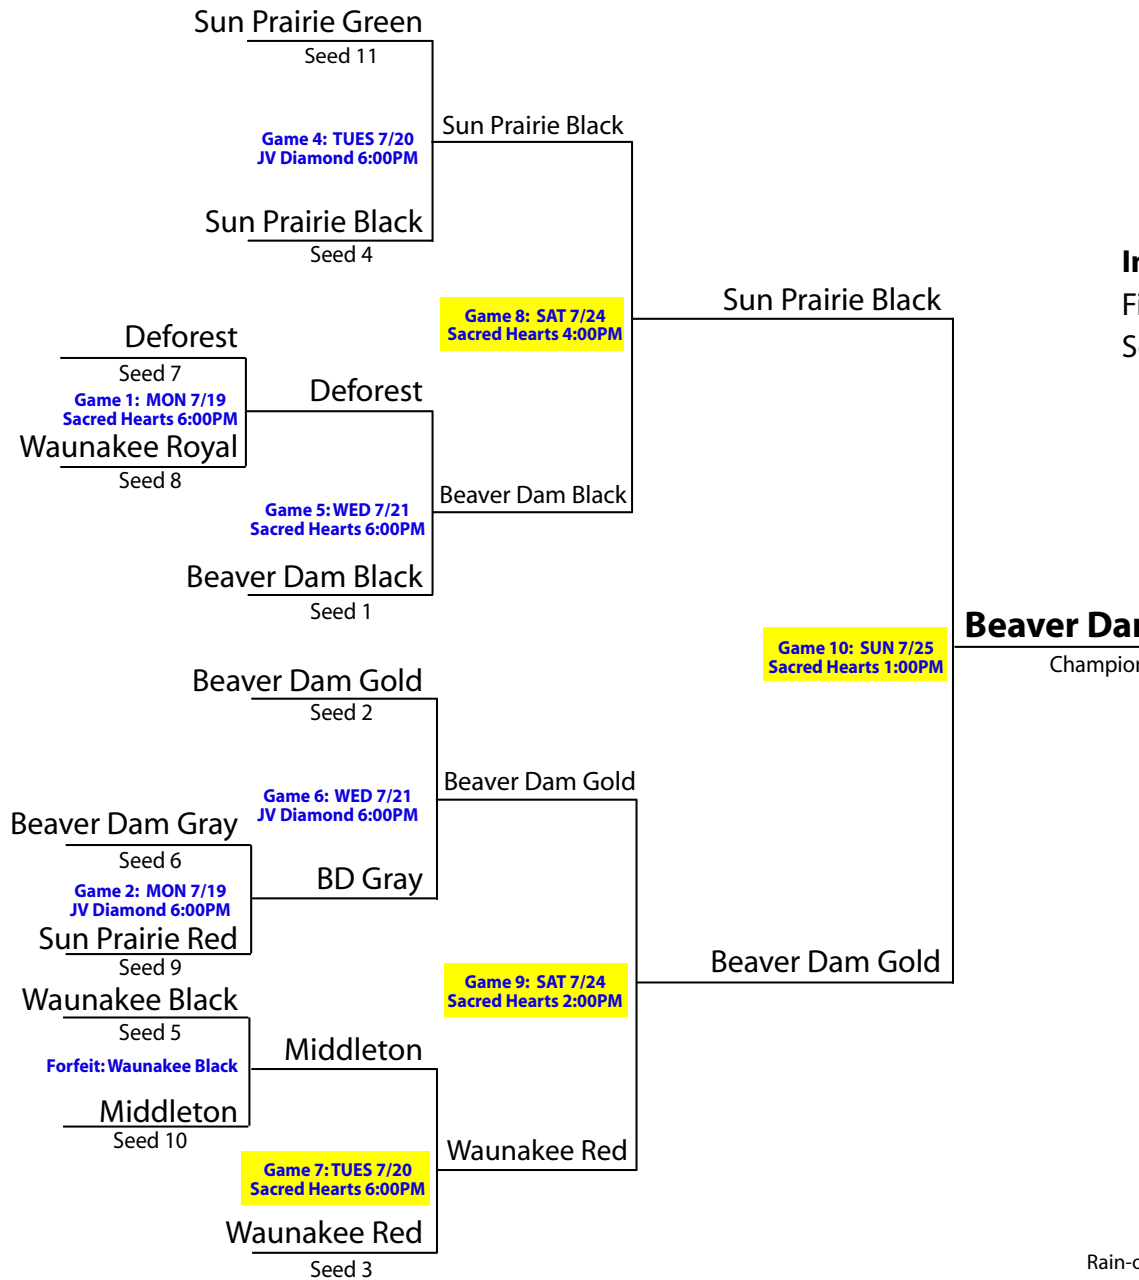 Sun Prairie Green
Seed 11
Game 4: TUES 7/20
JV Diamond 6:00PM
Sun Prairie Black
Sun Prairie Black
Seed 4
Game 8: SAT 7/24
Sacred Hearts 4:00PM
Sun Prairie Black
Deforest
Seed 7
Game 1: MON 7/19
Sacred Hearts 6:00PM
Waunakee Royal
Seed 8
Deforest
Game 5: WED 7/21
Sacred Hearts 6:00PM
Beaver Dam Black
Beaver Dam Black
Seed 1
Game 10: SUN 7/25
Sacred Hearts 1:00PM
Beaver
Beaver Dam Gold
Seed 2
Game 6: WED 7/21
JV Diamond 6:00PM
Beaver Dam Gold
Beaver Dam Gray
Seed 6
Game 2: MON 7/19
JV Diamond 6:00PM
Sun Prairie Red
Seed 9
BD Gray
Game 9: SAT 7/24
Sacred Hearts 2:00PM
Beaver Dam Gold
Waunakee Black
Seed 5
Forfeit: Waunakee Black
Middleton
Seed 10
Middleton
Game 7: TUES 7/20
Sacred Hearts 6:00PM
Waunakee Red
Waunakee Red
Seed 3